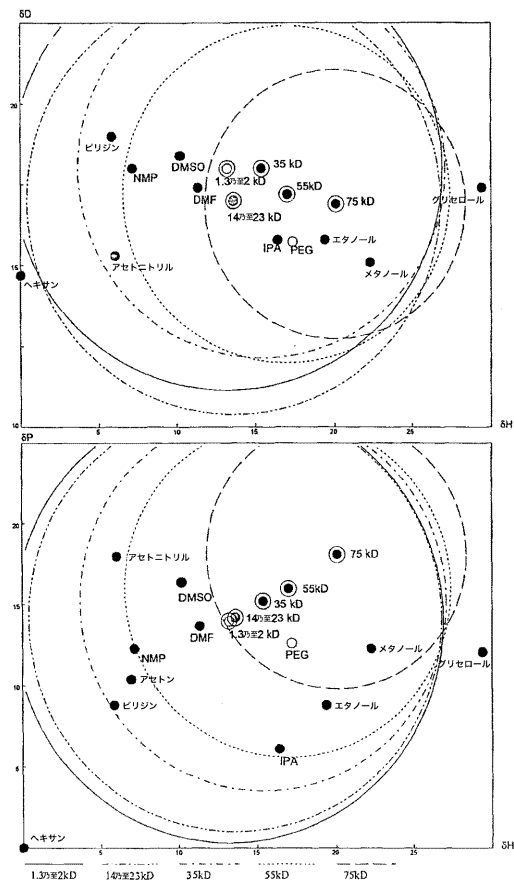 δD
20
ピリジン
NMP
DMSO
DMF
35 kD
1.3乃至2 kD
55kD
14乃至23 kD
75 kD
グリセロール
IPA
PEG
エタノール
メタノール
15
アセトニトリル
ヘキサン
10
5
10
15
20
25
δH
δP
20
アセトニトリル
75 kD
DMSO
55kD
15
35 kD
14乃至23 kD
DMF
1.3乃至2 kD
NMP
PEG
メタノール
グリセロール
アセトン
10
ピリジン
エタノール
IPA
5
ヘキサン
5
10
15
20
25
δH
1.3乃至2kD 14乃至23kD 35kD 55kD 75kD